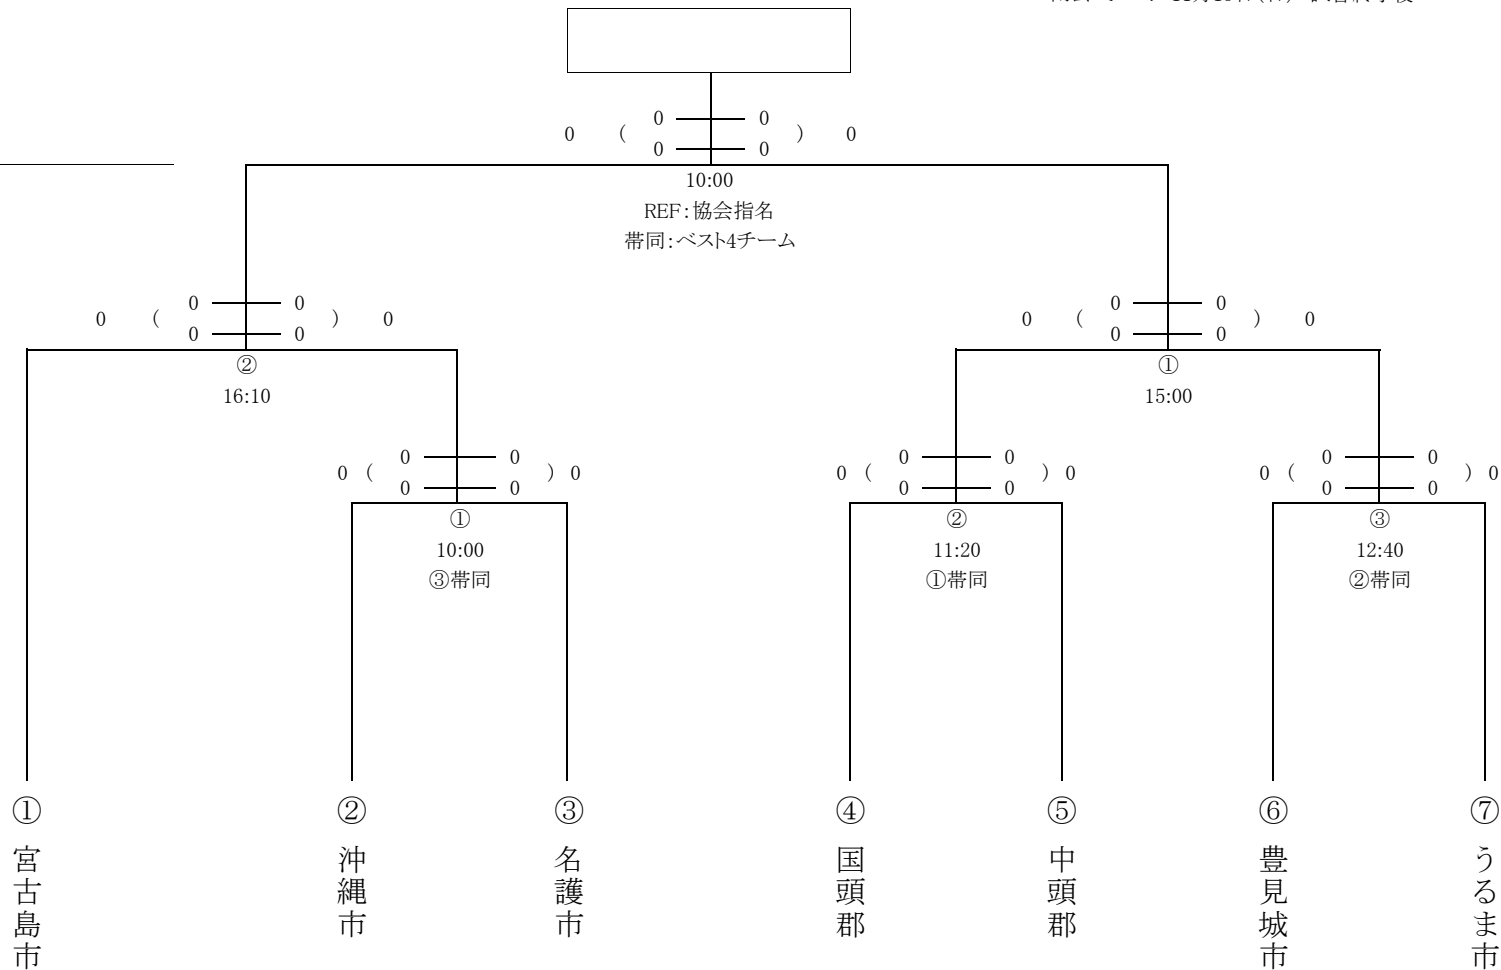 0 ( 0 0 ) 0
0 0
10:00
REF：協会指名
帯同：ベスト4チーム
0 ( 0 0 ) 0
0 0
②
16:10
0 ( 0 0 ) 0
0 0
①
15:00
0 ( 0 0 ) 0
0 0
①
10:00
③帯同
0 ( 0 0 ) 0
0 0
②
11:20
①帯同
0 ( 0 0 ) 0
0 0
③
12:40
②帯同
①宮古島市
②沖縄市
③名護市
④国頭郡
⑤中頭郡
⑥豊見城市
⑦うるま市